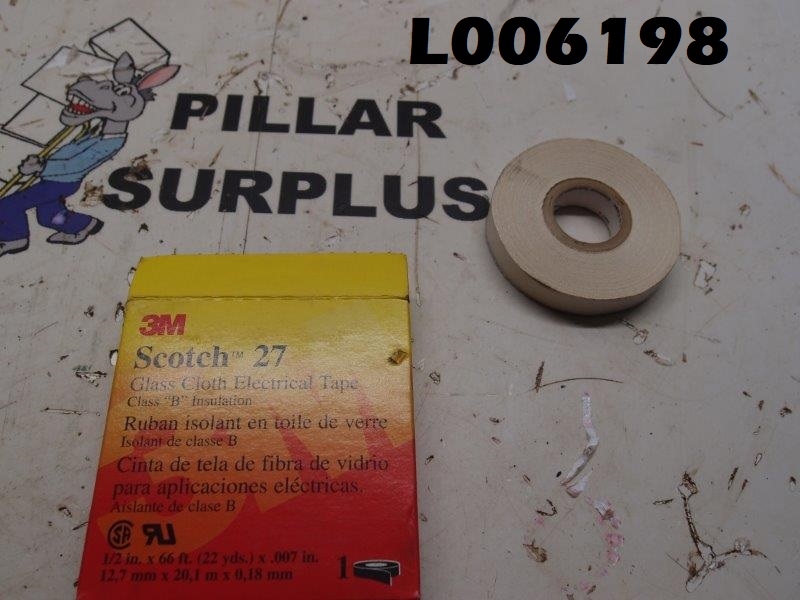 L006198
PILLAR
SURPLUS
3M
Scotch™ 27
Glass Cloth Electrical Tape
Class "B" Insulation
Ruban isolant en toile de verre
Isolant de classe B
Cinta de tela de fibra de vidrio
para aplicaciones eléctricas.
Aislante de clase B
1/2 in. x 66 ft. (22 yds.) x .007 in.
12,7 mm x 20,1 m x 0,18 mm
1